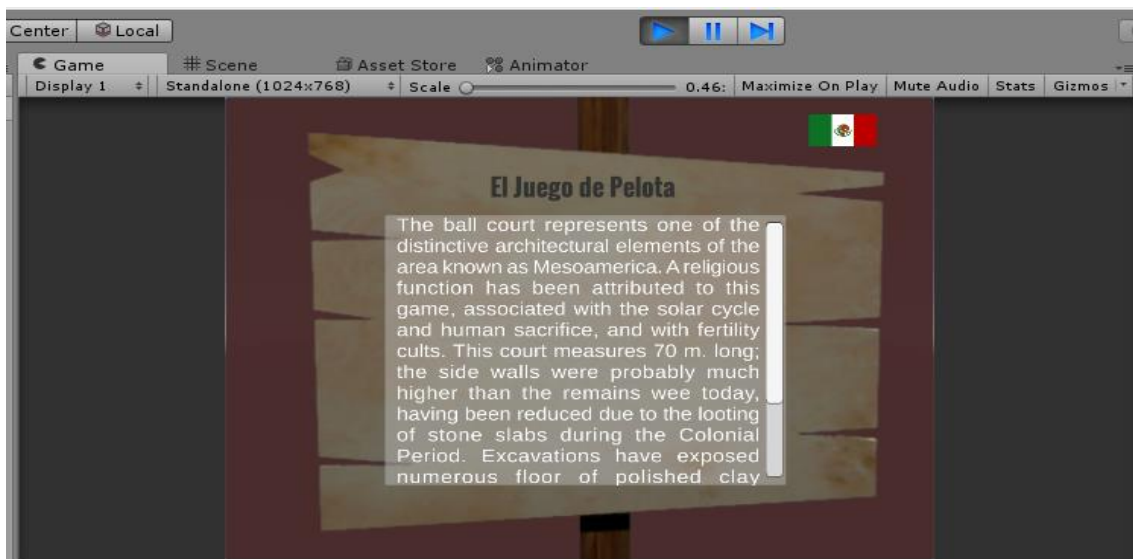 Center Local
Game Scene Asset Store Animator
Display 1 Standalone (1024x768) Scale 0.46: Maximize On Play Mute Audio Stats Gizmos
El Juego de Pelota
The ball court represents one of the
distinctive architectural elements of the
area known as Mesoamerica. A religious
function has been attributed to this
game, associated with the solar cycle
and human sacrifice, and with fertility
cults. This court measures 70 m. long;
the side walls were probably much
higher than the remains wee today,
having been reduced due to the looting
of stone slabs during the Colonial
Period. Excavations have exposed
numerous floor of polished clay